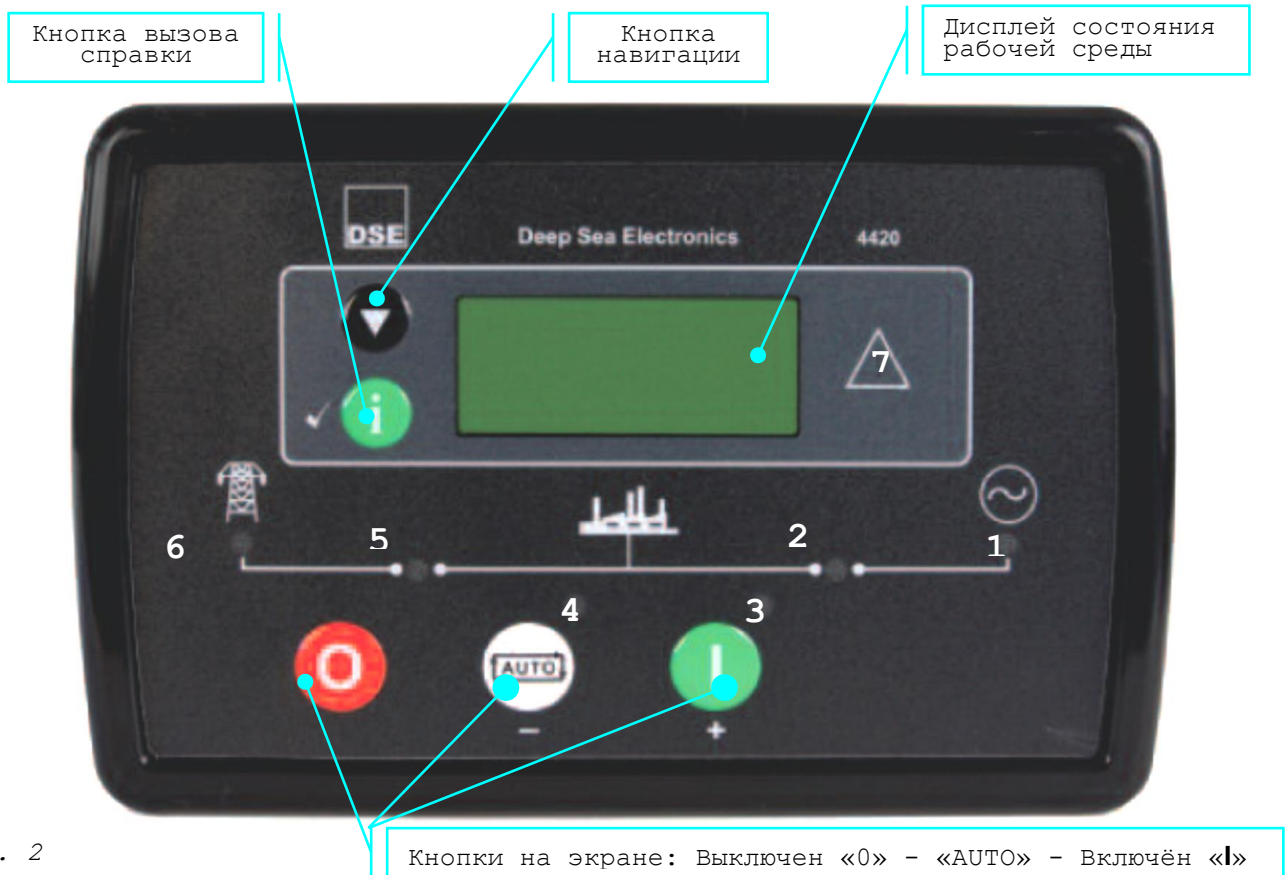 Кнопка вызова
справки
Кнопка
навигации
Дисплей состояния
рабочей среды
DSE
Deep Sea Electronics
4420
7
i
6
5
2
1
4
3
O
AUTO
I
−
+
. 2
Кнопки на экране: Выключен «0» - «AUTO» - Включён «I»